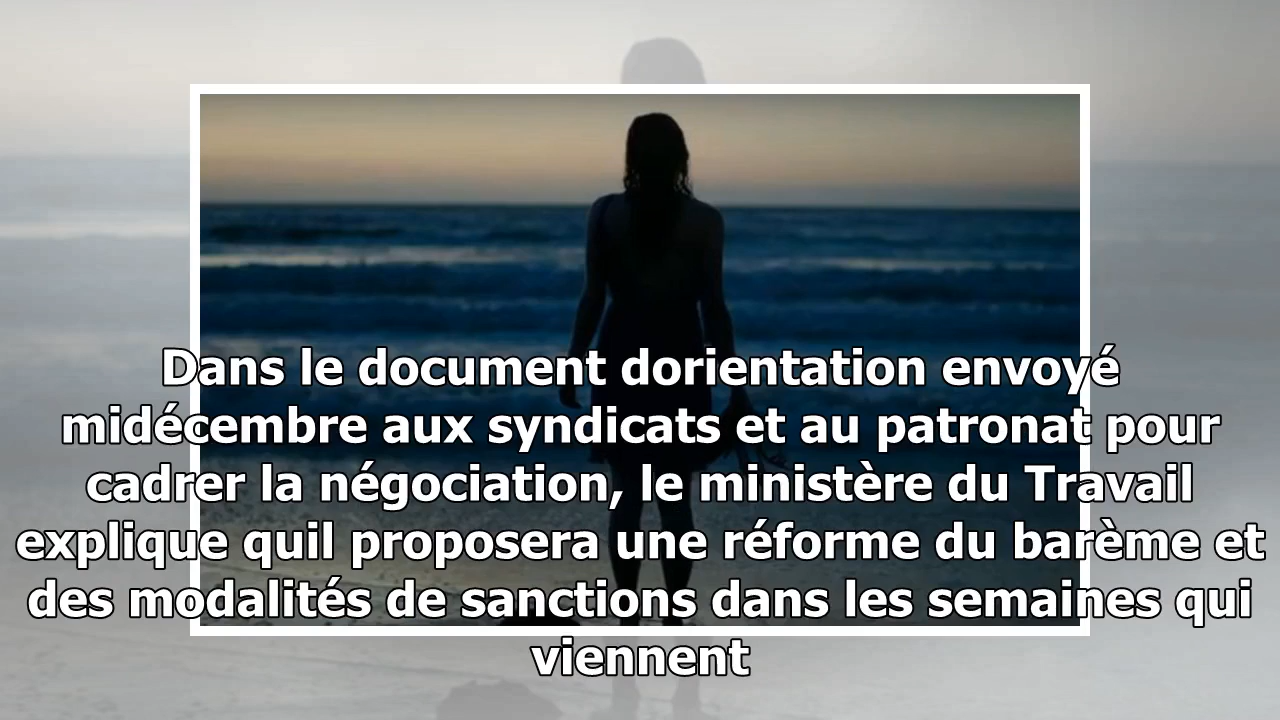 Dans le document dorientation envoyé
midécembre aux syndicats et au patronat pour
cadrer la négociation, le ministère du Travail
explique quil proposera une réforme du barème et
des modalités de sanctions dans les semaines qui
viennent